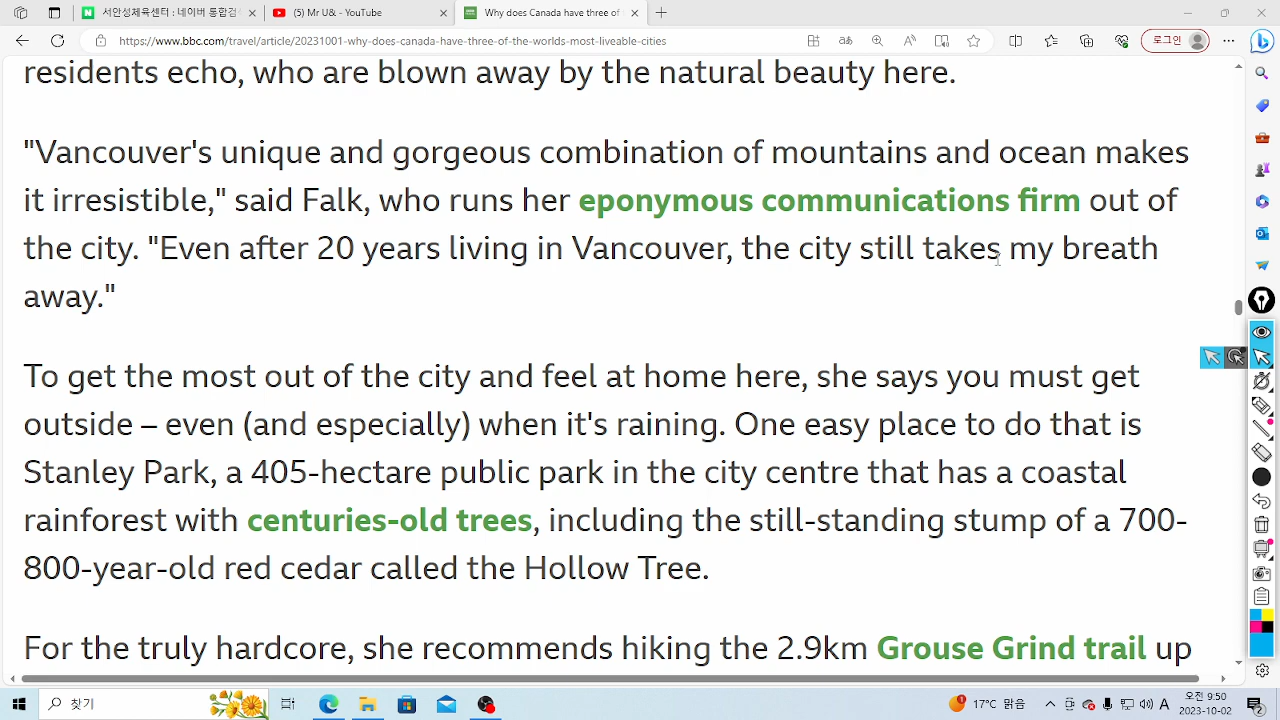 서안성체육센터 : 네이버 통합검색
(5) Mr U& - YouTube
Why does Canada have three of
https://www.bbc.com/travel/article/20231001-why-does-canada-have-three-of-the-worlds-most-liveable-cities
로그인
residents echo, who are blown away by the natural beauty here.
"Vancouver's unique and gorgeous combination of mountains and ocean makes
it irresistible," said Falk, who runs her eponymous communications firm out of
the city. "Even after 20 years living in Vancouver, the city still takes my breath
away."
To get the most out of the city and feel at home here, she says you must get
outside – even (and especially) when it's raining. One easy place to do that is
Stanley Park, a 405-hectare public park in the city centre that has a coastal
rainforest with centuries-old trees, including the still-standing stump of a 700-
800-year-old red cedar called the Hollow Tree.
For the truly hardcore, she recommends hiking the 2.9km Grouse Grind trail up
찾기
17°C 맑음
A
오전 9:50
2023-10-02